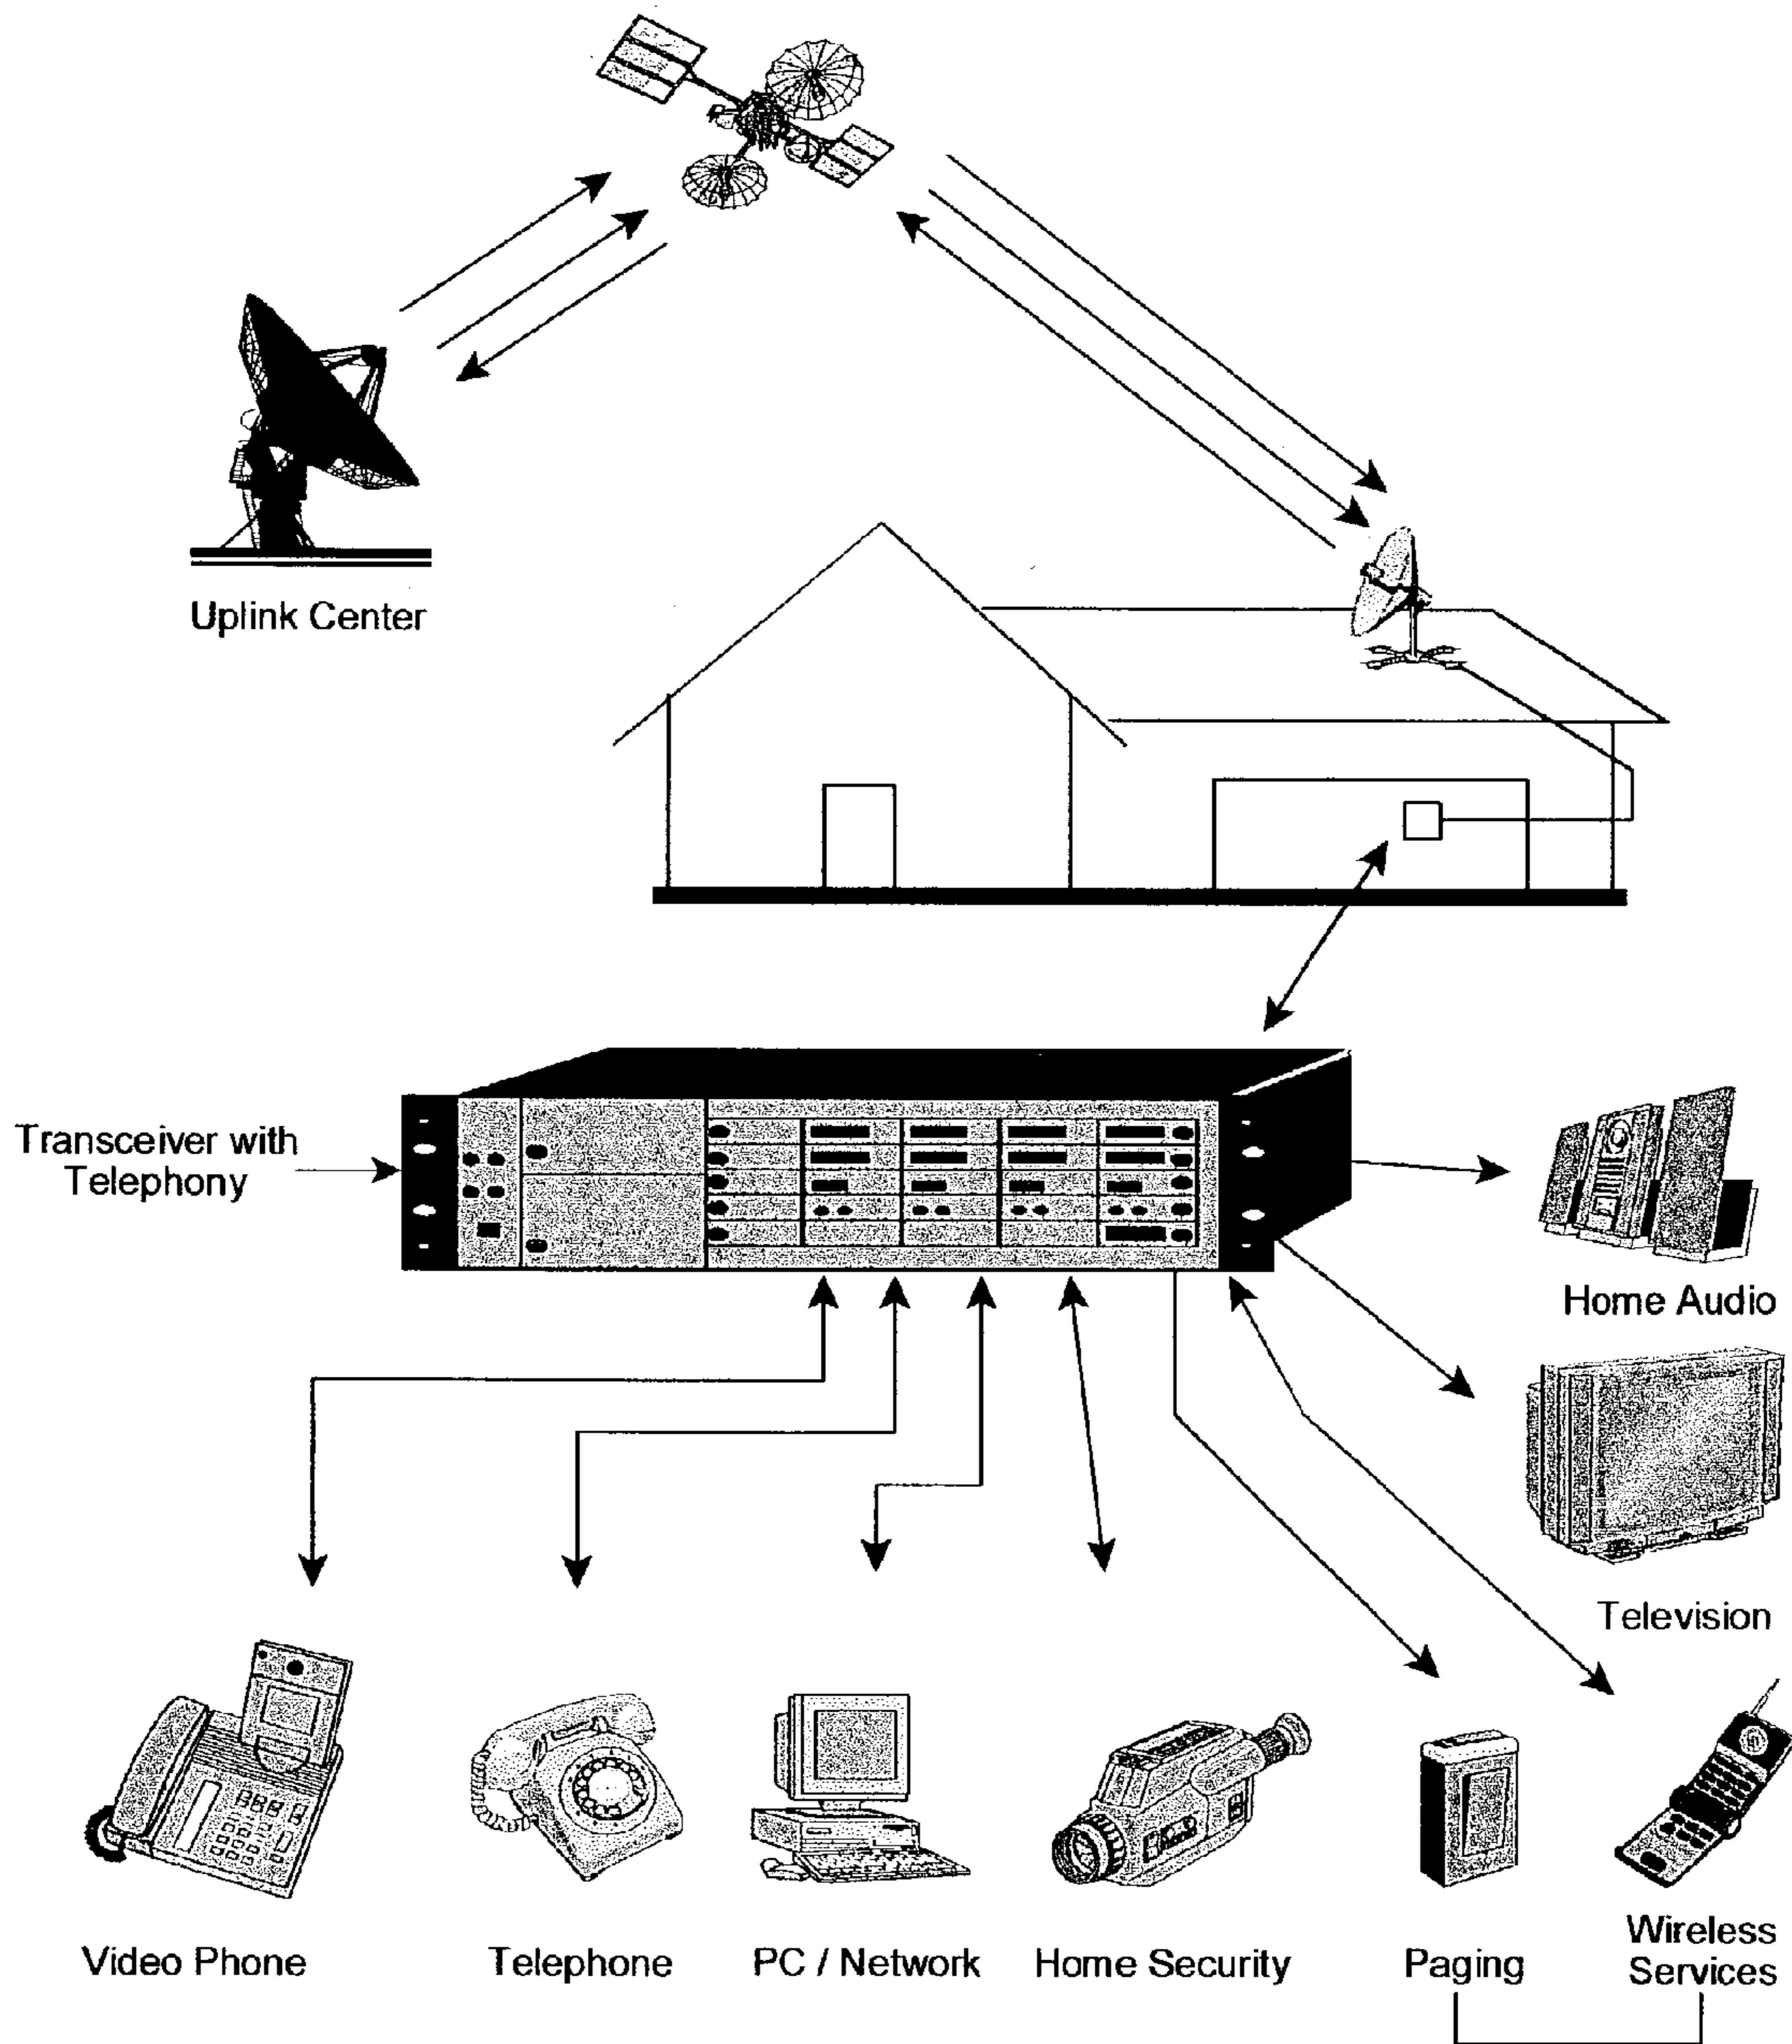 Uplink Center
Transceiver with
Telephony
Home Audio
Television
Video Phone
Telephone
PC / Network
Home Security
Paging
Wireless
Services